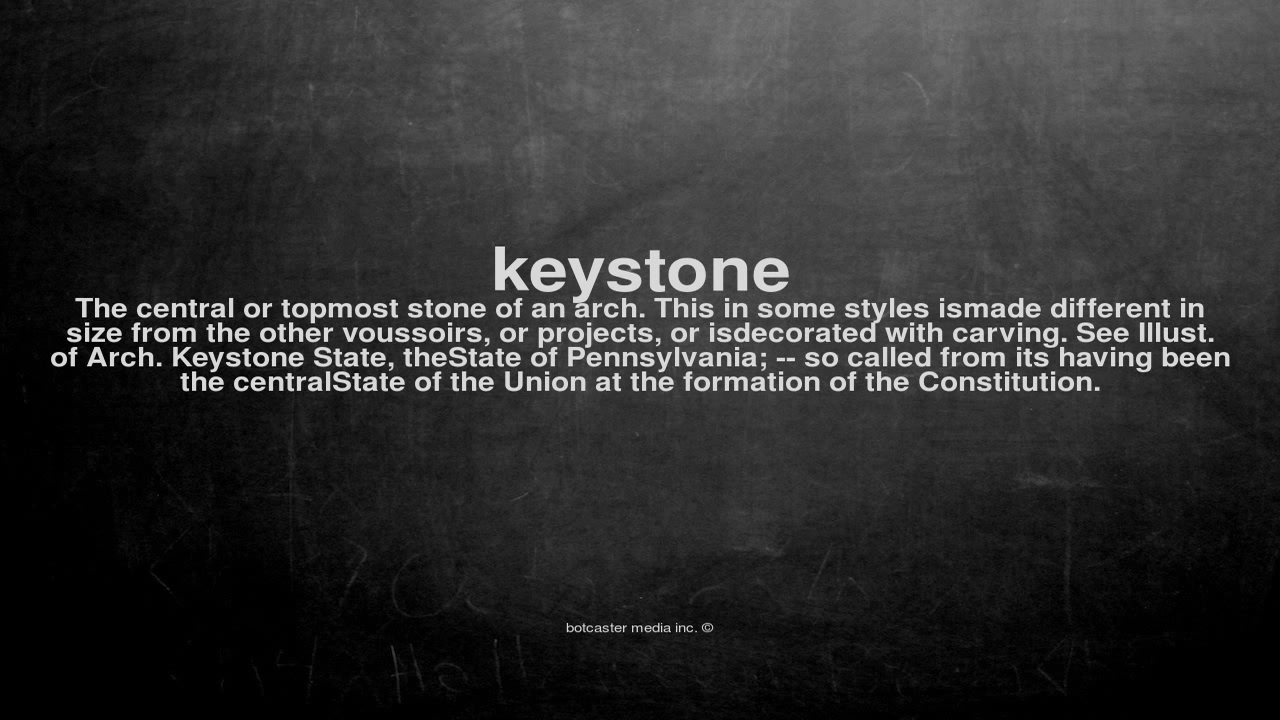 keystone
The central or topmost stone of an arch. This in some styles ismade different in
size from the other voussoirs, or projects, or isdecorated with carving. See Illust.
of Arch. Keystone State, theState of Pennsylvania; -- so called from its having been
the centralState of the Union at the formation of the Constitution.
botcaster media inc. ©